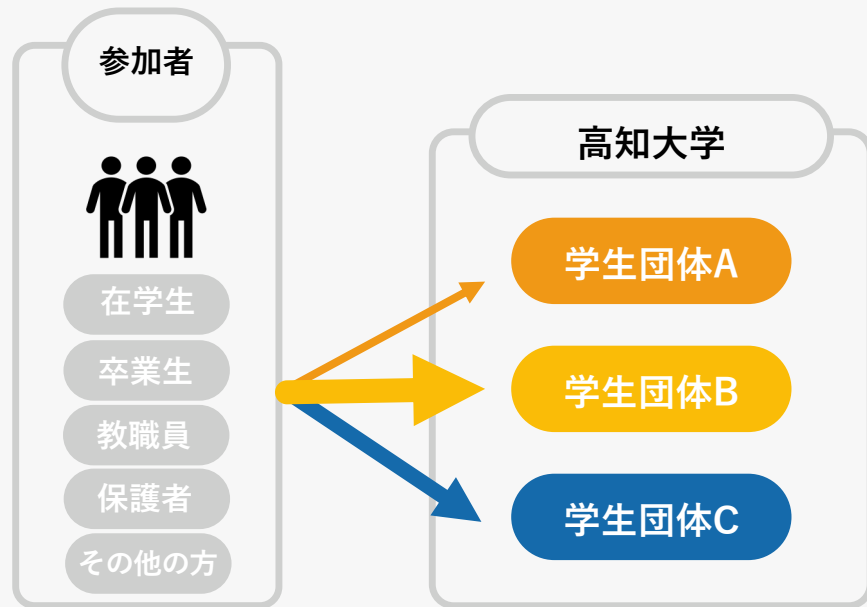 参加者
在学生
卒業生
教職員
保護者
その他の方
高知大学
学生団体A
学生団体B
学生団体C